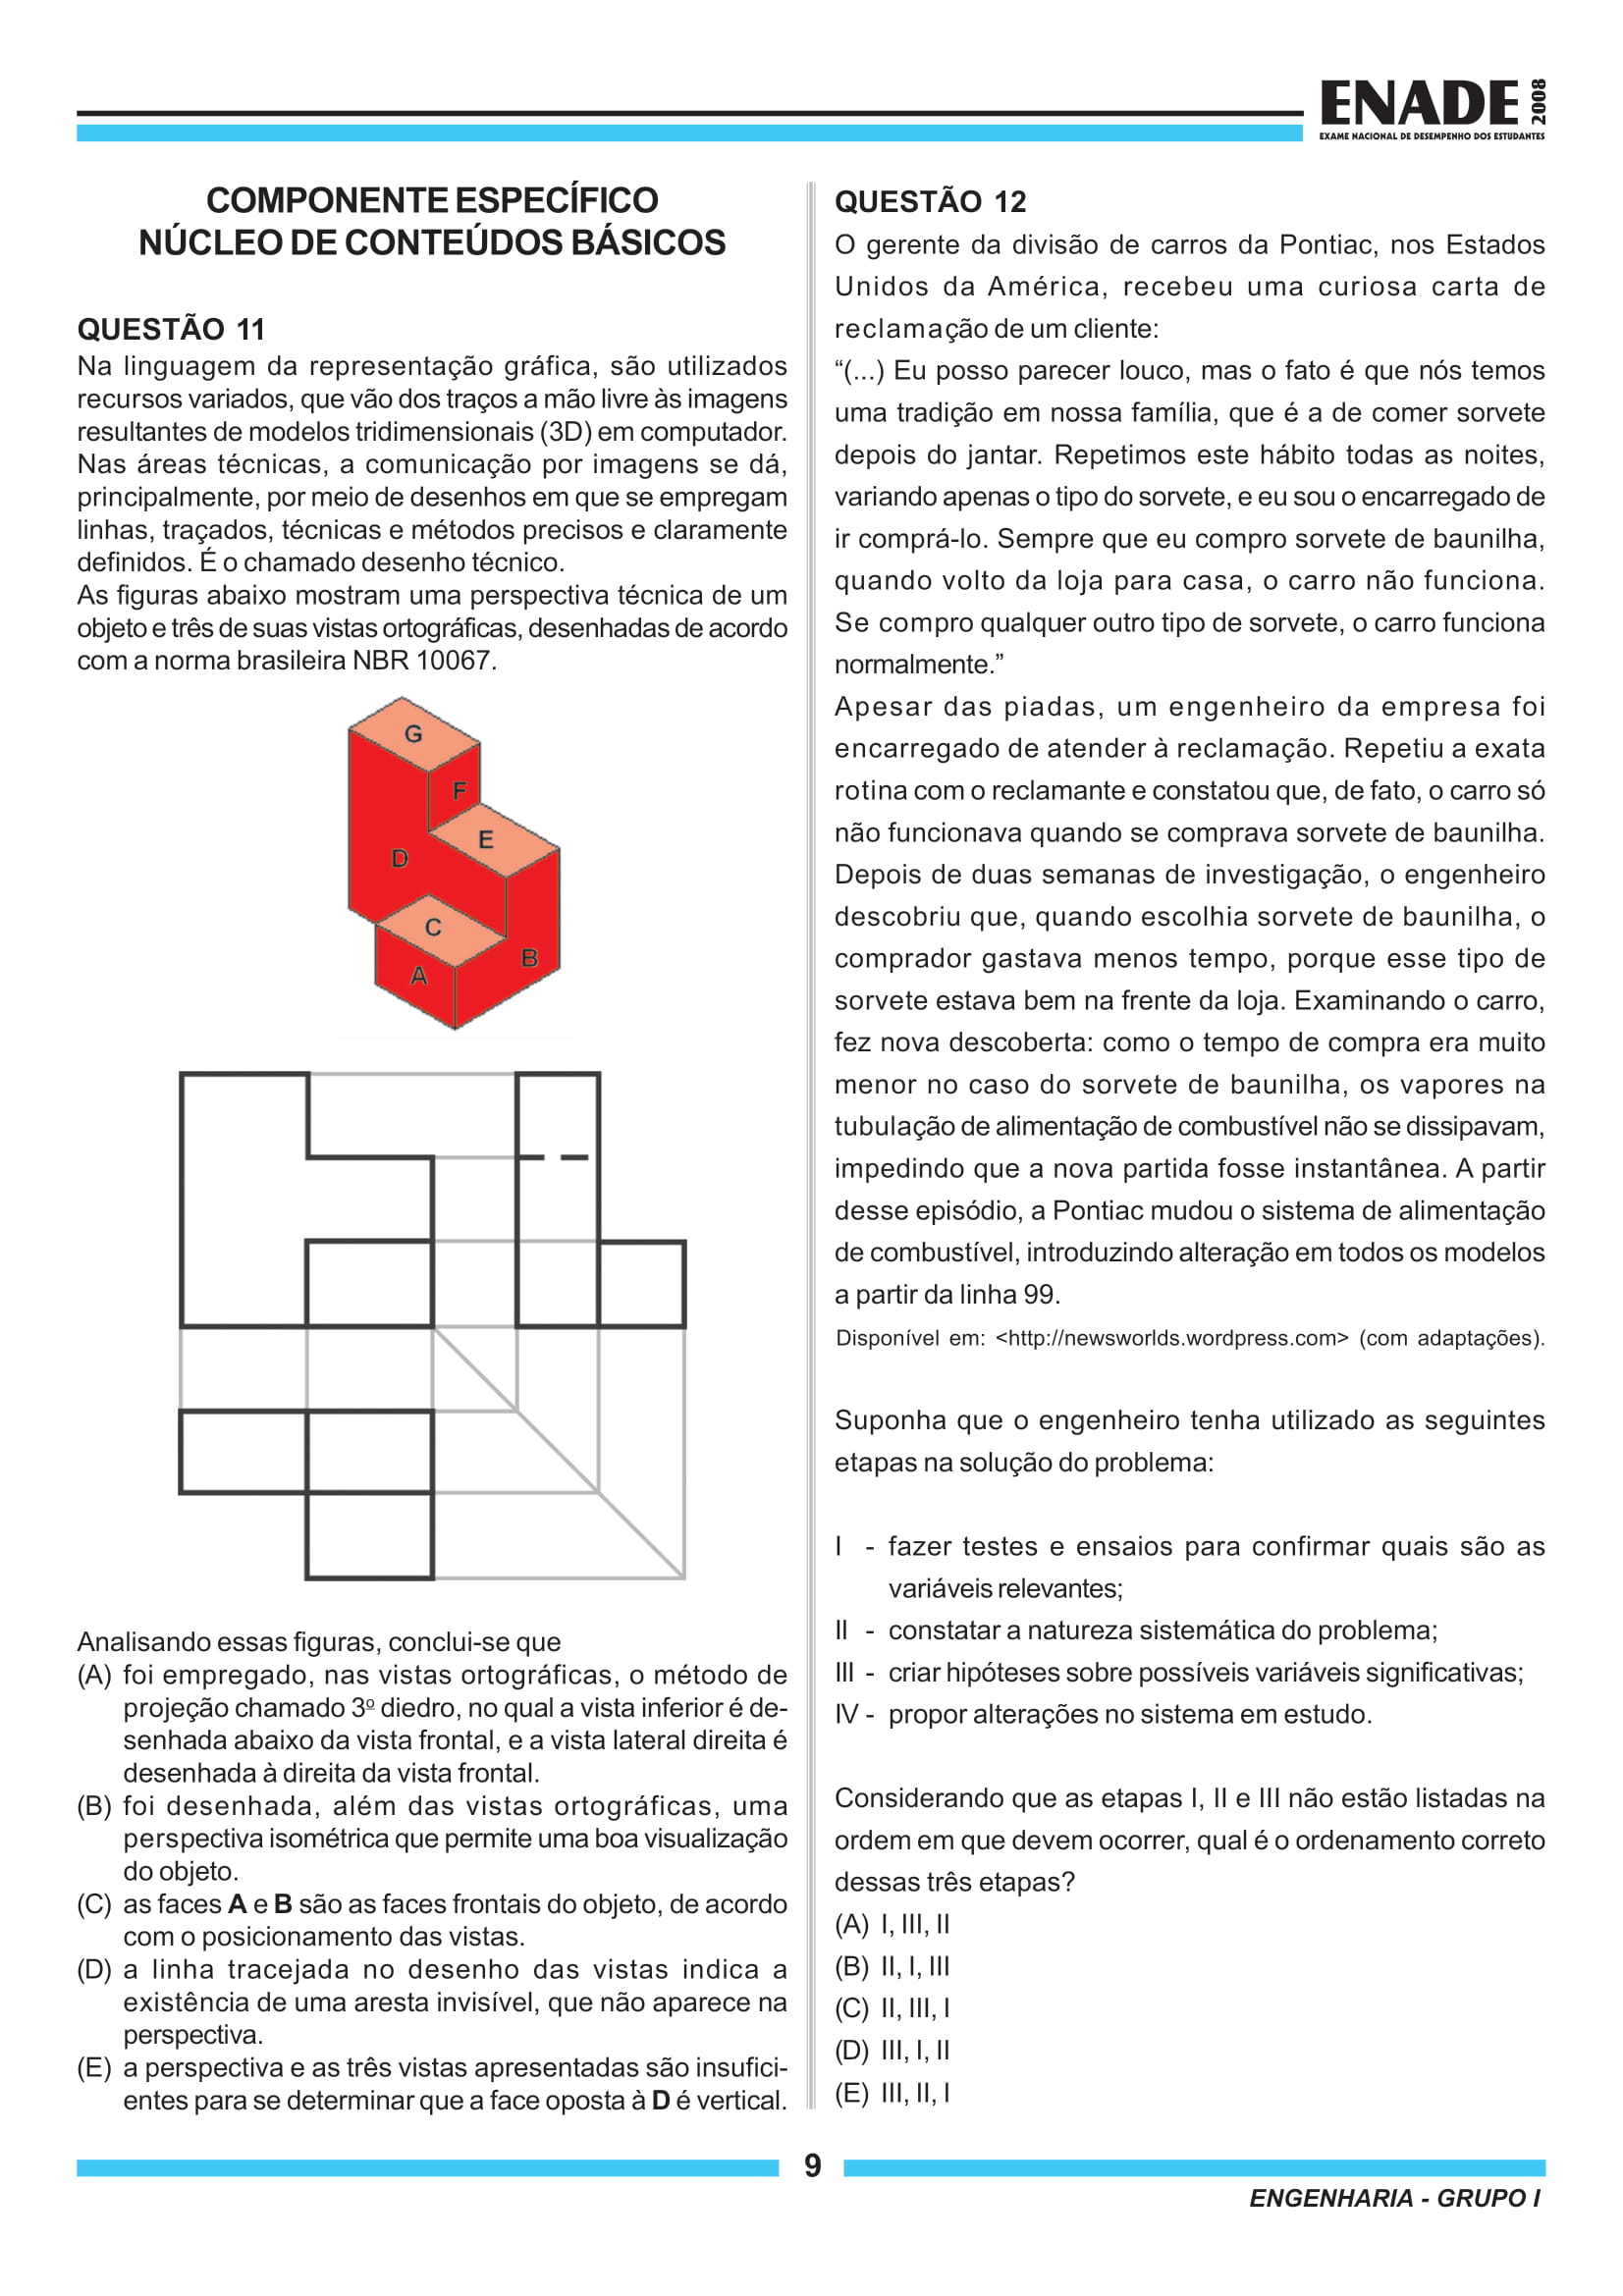 ENADE
2008
EXAME NACIONAL DE DESEMPENHO DOS ESTUDANTES
COMPONENTE ESPECÍFICO
NÚCLEO DE CONTEÚDOS BÁSICOS
QUESTÃO 11
Na linguagem da representação gráfica, são utilizados
recursos variados, que vão dos traços a mão livre às imagens
resultantes de modelos tridimensionais (3D) em computador.
Nas áreas técnicas, a comunicação por imagens se dá,
principalmente, por meio de desenhos em que se empregam
linhas, traçados, técnicas e métodos precisos e claramente
definidos. É o chamado desenho técnico.
As figuras abaixo mostram uma perspectiva técnica de um
objeto e três de suas vistas ortográficas, desenhadas de acordo
com a norma brasileira NBR 10067.
G
F
E
D
C
B
A
Analisando essas figuras, conclui-se que
(A) foi empregado, nas vistas ortográficas, o método de
projeção chamado 3º diedro, no qual a vista inferior é de-
senhada abaixo da vista frontal, e a vista lateral direita é
desenhada à direita da vista frontal.
(B) foi desenhada, além das vistas ortográficas, uma
perspectiva isométrica que permite uma boa visualização
do objeto.
(C) as faces A e B são as faces frontais do objeto, de acordo
com o posicionamento das vistas.
(D) a linha tracejada no desenho das vistas indica a
existência de uma aresta invisível, que não aparece na
perspectiva.
(E) a perspectiva e as três vistas apresentadas são insufici-
entes para se determinar que a face oposta à D é vertical.
QUESTÃO 12
O gerente da divisão de carros da Pontiac, nos Estados
Unidos da América, recebeu uma curiosa carta de
reclamação de um cliente:
“(...) Eu posso parecer louco, mas o fato é que nós temos
uma tradição em nossa família, que é a de comer sorvete
depois do jantar. Repetimos este hábito todas as noites,
variando apenas o tipo do sorvete, e eu sou o encarregado de
ir comprá-lo. Sempre que eu compro sorvete de baunilha,
quando volto da loja para casa, o carro não funciona.
Se compro qualquer outro tipo de sorvete, o carro funciona
normalmente.”
Apesar das piadas, um engenheiro da empresa foi
encarregado de atender à reclamação. Repetiu a exata
rotina com o reclamante e constatou que, de fato, o carro só
não funcionava quando se comprava sorvete de baunilha.
Depois de duas semanas de investigação, o engenheiro
descobriu que, quando escolhia sorvete de baunilha, o
comprador gastava menos tempo, porque esse tipo de
sorvete estava bem na frente da loja. Examinando o carro,
fez nova descoberta: como o tempo de compra era muito
menor no caso do sorvete de baunilha, os vapores na
tubulação de alimentação de combustível não se dissipavam,
impedindo que a nova partida fosse instantânea. A partir
desse episódio, a Pontiac mudou o sistema de alimentação
de combustível, introduzindo alteração em todos os modelos
a partir da linha 99.
Disponível em: <http://newsworlds.wordpress.com> (com adaptações).
Suponha que o engenheiro tenha utilizado as seguintes
etapas na solução do problema:
I - fazer testes e ensaios para confirmar quais são as
variáveis relevantes;
II - constatar a natureza sistemática do problema;
III - criar hipóteses sobre possíveis variáveis significativas;
IV - propor alterações no sistema em estudo.
Considerando que as etapas I, II e III não estão listadas na
ordem em que devem ocorrer, qual é o ordenamento correto
dessas três etapas?
(A) I, III, II
(B) II, I, III
(C) II, III, I
(D) III, I, II
(E) III, II, I
9
ENGENHARIA - GRUPO I